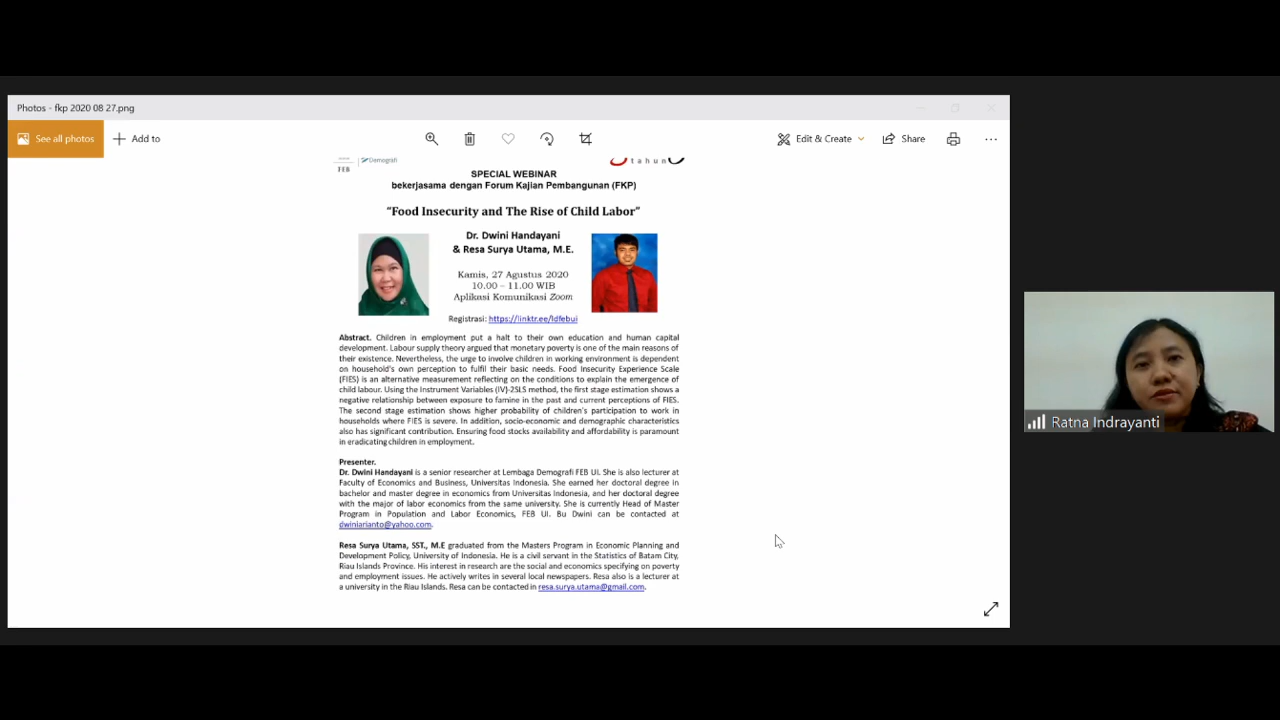 Photos - fkp 2020 08 27.png
See all photos
Add to
Edit & Create
Share
FEB
Demografi
tahun
SPECIAL WEBINAR
bekerjasama dengan Forum Kajian Pembangunan (FKP)
“Food Insecurity and The Rise of Child Labor”
Dr. Dwini Handayani
& Resa Surya Utama, M.E.
Kamis, 27 Agustus 2020
10.00 – 11.00 WIB
Aplikasi Komunikasi Zoom
Registrasi: https://linktr.ee/ldfebui
Abstract. Children in employment put a halt to their own education and human capital
development. Labour supply theory argued that monetary poverty is one of the main reasons of
their existence. Nevertheless, the urge to involve children in working environment is dependent
on household's own perception to fulfil their basic needs. Food Insecurity Experience Scale
(FIES) is an alternative measurement reflecting on the conditions to explain the emergence of
child labour. Using the Instrument Variables (IV)-2SLS method, the first stage estimation shows a
negative relationship between exposure to famine in the past and current perceptions of FIES.
The second stage estimation shows higher probability of children's participation to work in
households where FIES is severe. In addition, socio-economic and demographic characteristics
also has significant contribution. Ensuring food stocks availability and affordability is paramount
in eradicating children in employment.
Presenter.
Dr. Dwini Handayani is a senior researcher at Lembaga Demografi FEB UI. She is also lecturer at
Faculty of Economics and Business, Universitas Indonesia. She earned her doctoral degree in
bachelor and master degree in economics from Universitas Indonesia, and her doctoral degree
with the major of labor economics from the same university. She is currently Head of Master
Program in Population and Labor Economics, FEB UI. Bu Dwini can be contacted at
dwiniarianto@yahoo.com.
Resa Surya Utama, SST., M.E graduated from the Masters Program in Economic Planning and
Development Policy, University of Indonesia. He is a civil servant in the Statistics of Batam City,
Riau Islands Province. His interest in research are the social and economics specifying on poverty
and employment issues. He actively writes in several local newspapers. Resa also is a lecturer at
a university in the Riau Islands. Resa can be contacted in resa.surya.utama@gmail.com.
Ratna Indrayanti